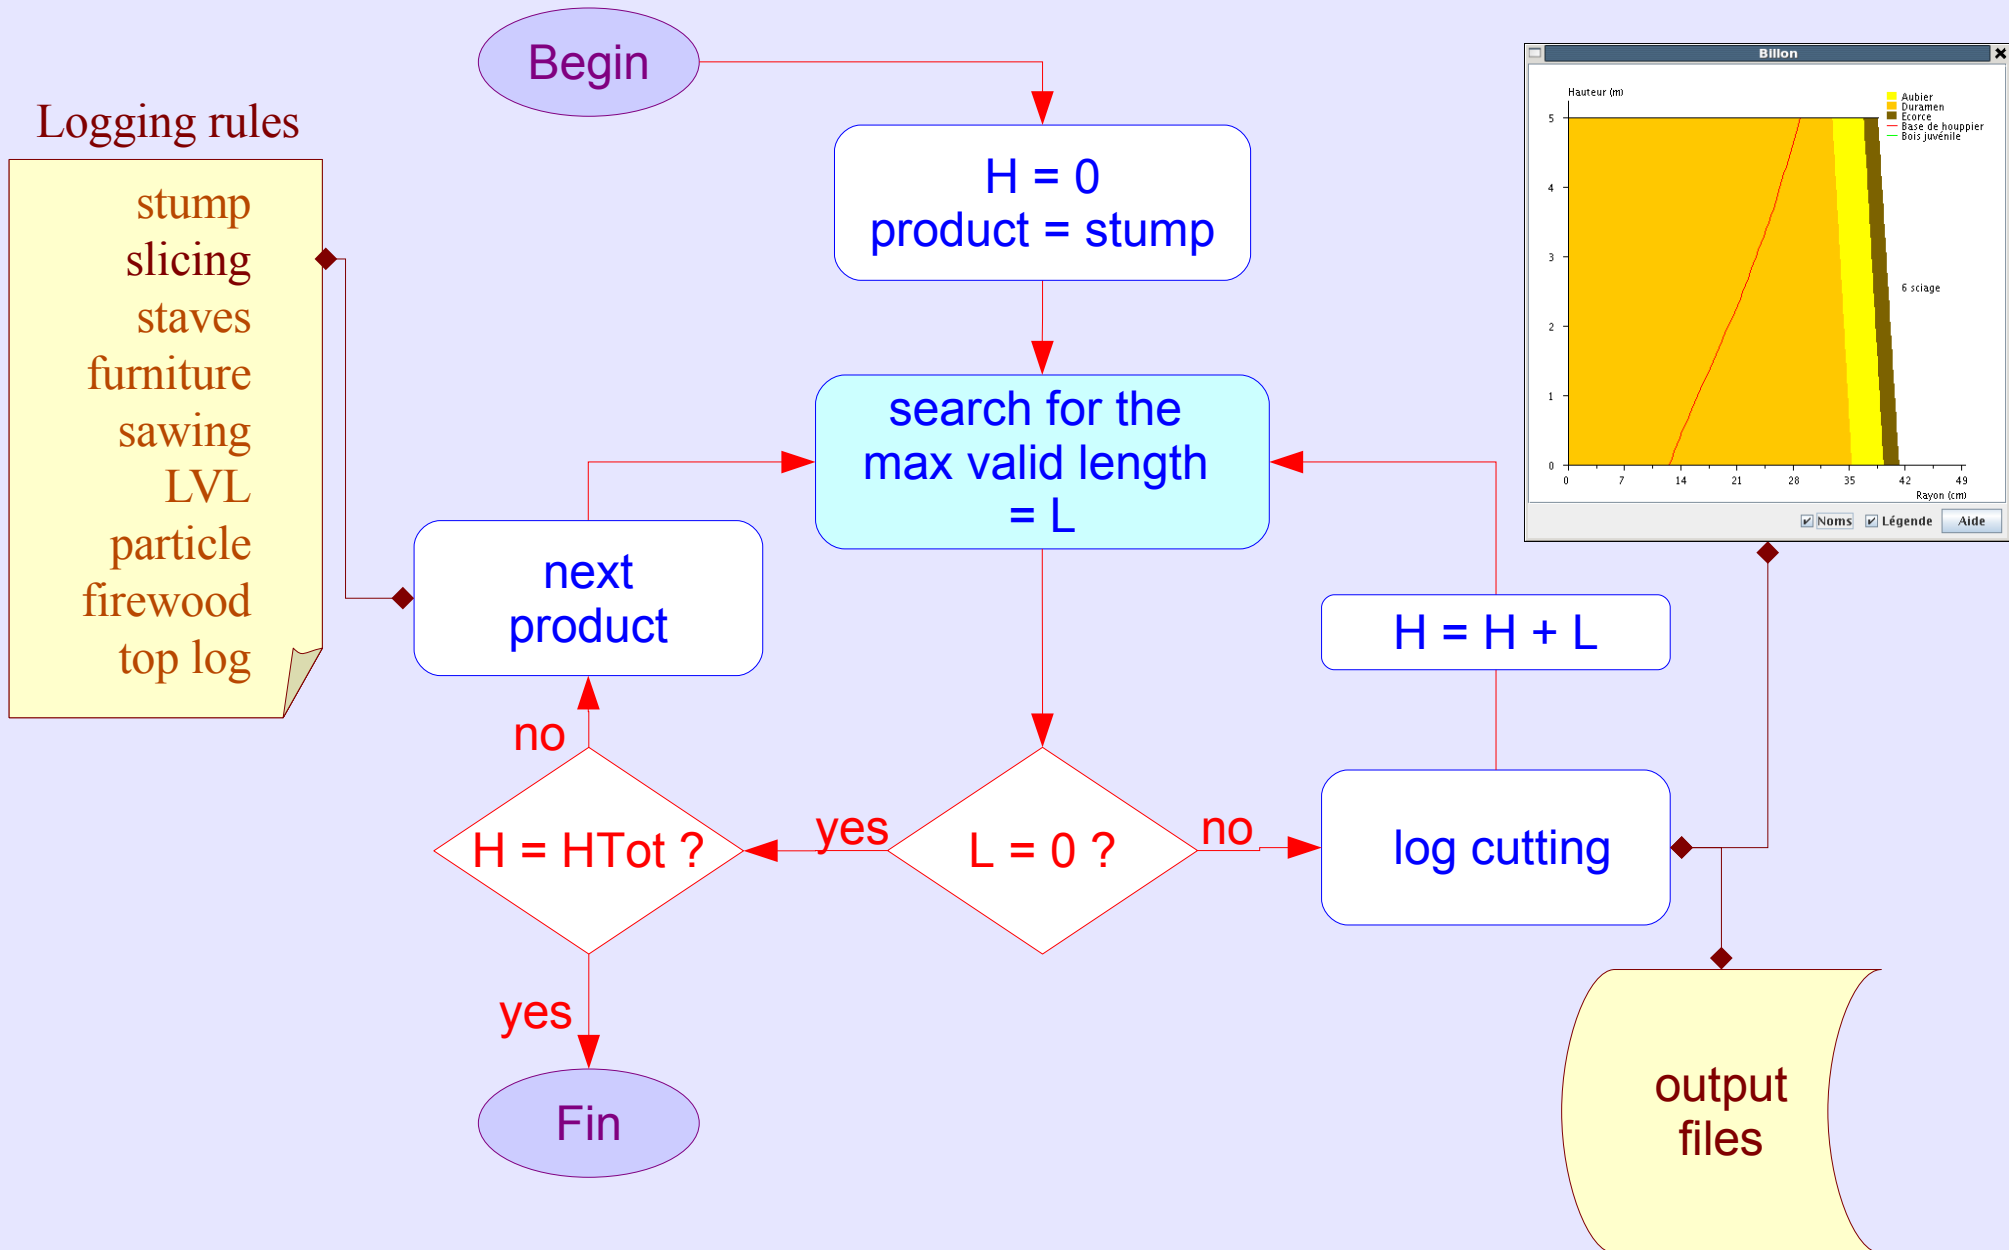 Begin
Logging rules
stump
slicing
staves
furniture
sawing
LVL
particle
firewood
top log
H = 0
product = stump
search for the
max valid length
= L
next
product
H = H + L
no
H = HTot ?
yes
L = 0 ?
no
log cutting
yes
Fin
output
files
Billon
Hauteur (m)
Aubier
Duramen
Ecorce
Base de houppier
Bois juvénile
5
4
3
2
1
0
6 sciage
0 7 14 21 28 35 42 49
Rayon (cm)
Noms Légende Aide